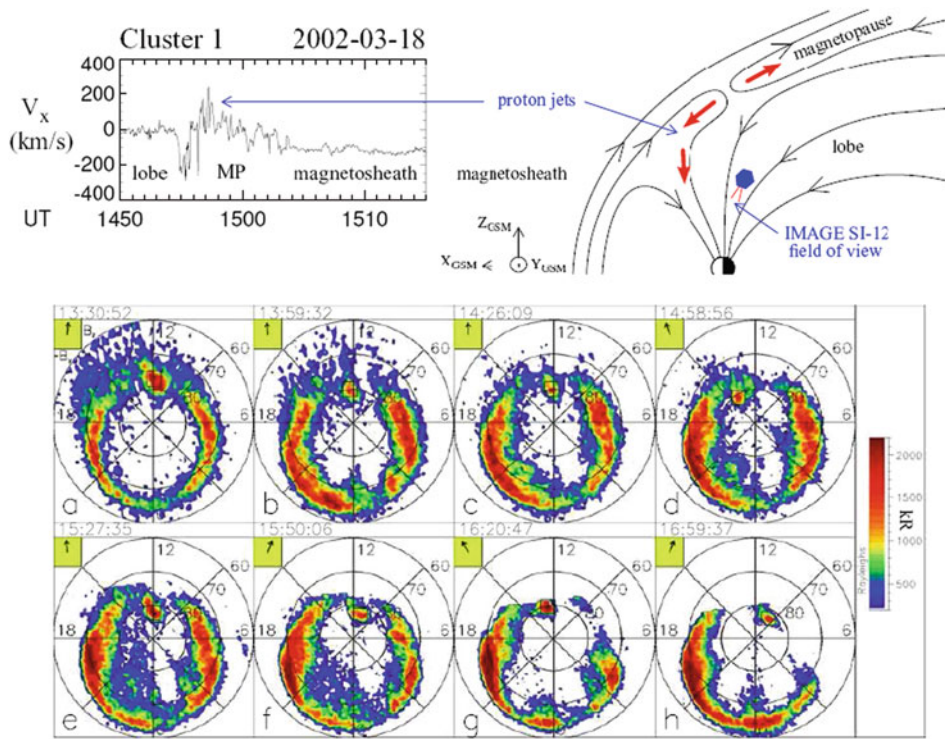 Cluster 1 2002-03-18
400
200
0
-200
-400
Vx
(km/s)
lobe MP magnetosheath
UT 1450 1500 1510
proton jets
magnetopause
lobe
magnetosheath
IMAGE SI-12
field of view
ZGSM
XGSM
YGSM
13:30:52 13:59:32 14:26:09 14:58:56
12 60 70 80 18 6 a
12 60 70 80 18 6 b
12 60 70 80 18 6 c
12 60 70 80 18 6 d
15:27:35 15:50:06 16:20:47 16:59:37
12 60 70 80 18 6 e
12 60 70 80 18 6 f
12 60 70 80 18 6 g
12 60 70 80 18 6 h
2000
1500
1000
500
kR
Rayleighs